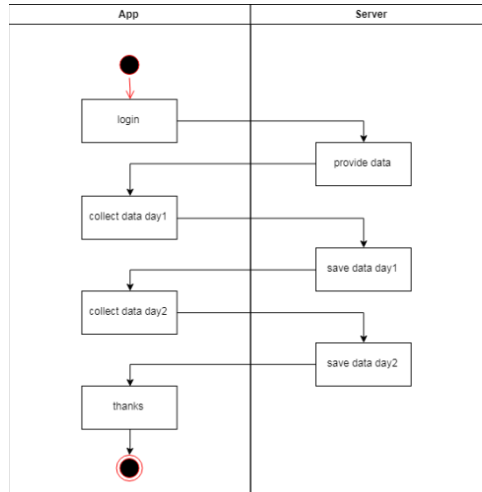 App
Server
login
provide data
collect data day1
save data day1
collect data day2
save data day2
thanks